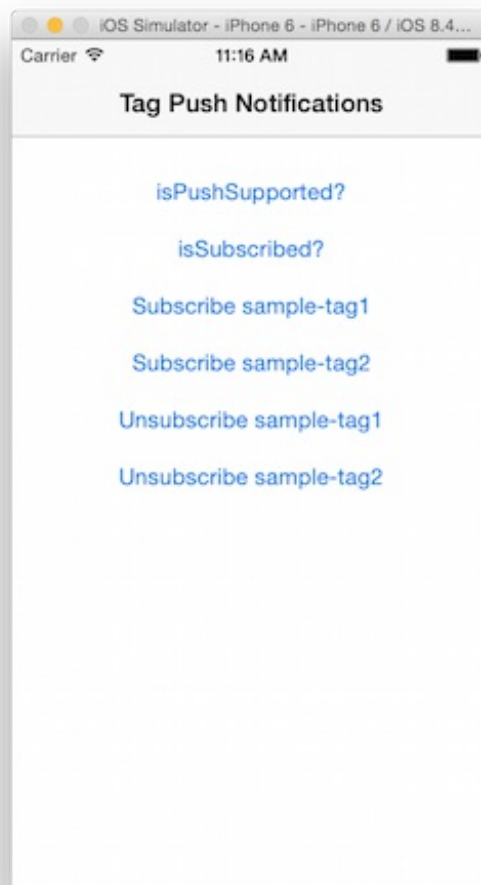 iOS Simulator - iPhone 6 - iPhone 6 / iOS 8.4...
Carrier 11:16 AM
Tag Push Notifications
isPushSupported?
isSubscribed?
Subscribe sample-tag1
Subscribe sample-tag2
Unsubscribe sample-tag1
Unsubscribe sample-tag2